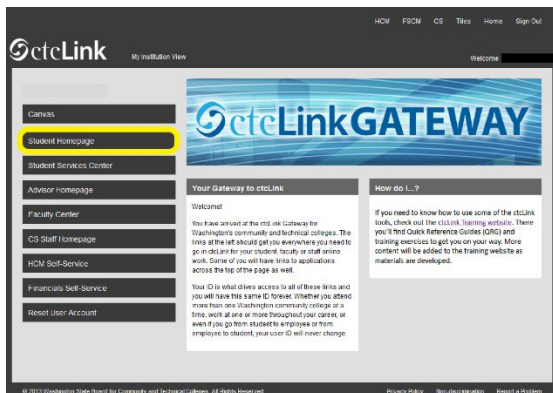 HCM FSCM CS Tiles Home Sign Out
ctcLink My Institution View
Welcome
ctcLinkGATEWAY
Canvas
Student Homepage
Student Services Center
Advisor Homepage
Faculty Center
CS Staff Homepage
HCM Self-Service
Financials Self-Service
Reset User Account
Your Gateway to ctcLink
Welcome!
You have arrived at the ctcLink Gateway for
Washington's community and technical colleges. The
links at the left should get you everywhere you need to
go in ctcLink for your student, faculty or staff online
work. Some of you will have links to applications
across the top of the page as well.
Your ID is what drives access to all of these links and
you will have this same ID forever. Whether you attend
more than one Washington community college at a
time, work at one or more throughout your career, or
even if you go from student to employee or from
employee to student, your user ID will never change.
How do I...?
If you need to know how to use some of the ctcLink
tools, check out the ctcLink Training website. There
you'll find Quick Reference Guides (QRG) and
training exercises to get you on your way. More
content will be added to the training website as
materials are developed.
© 2013 Washington State Board for Community and Technical Colleges. All Rights Reserved.
Privacy Policy Non-discrimination Report a Problem